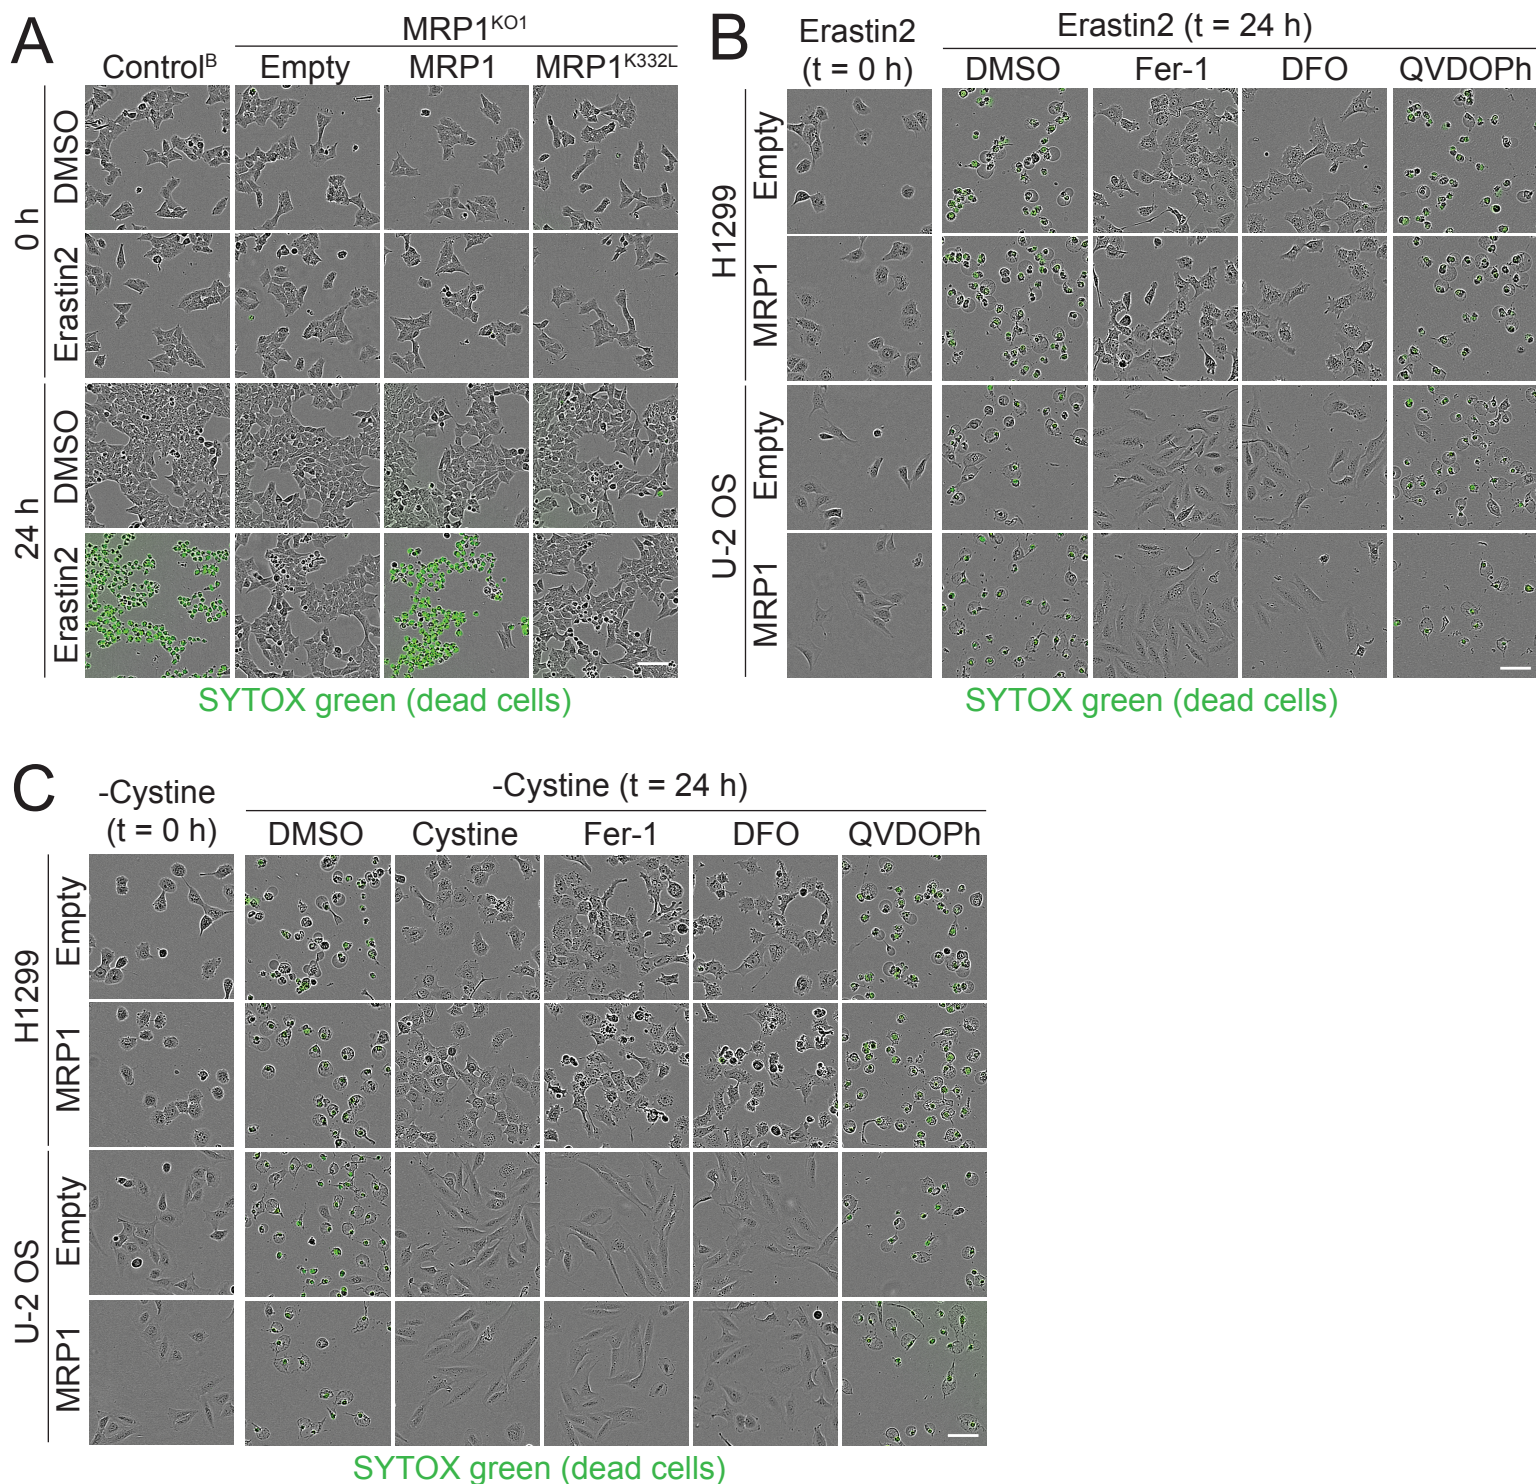 A
MRP1KO1
ControlB Empty MRP1 MRP1K332L
0 h
DMSO
Erastin2
24 h
DMSO
Erastin2
SYTOX green (dead cells)
B
Erastin2
(t = 0 h)
Erastin2 (t = 24 h)
DMSO Fer-1 DFO QVDOPh
H1299
Empty
MRP1
U-2 OS
Empty
MRP1
SYTOX green (dead cells)
C
-Cystine
(t = 0 h)
-Cystine (t = 24 h)
DMSO Cystine Fer-1 DFO QVDOPh
H1299
Empty
MRP1
U-2 OS
Empty
MRP1
SYTOX green (dead cells)